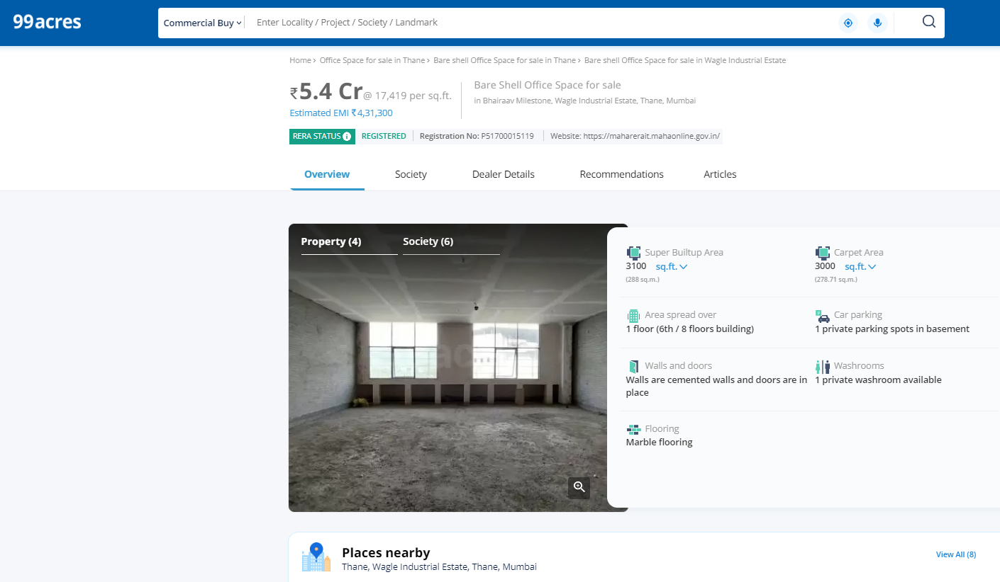 99acres
Commercial Buy
Enter Locality / Project / Society / Landmark
Home › Office Space for sale in Thane › Bare shell Office Space for sale in Thane › Bare shell Office Space for sale in Wagle Industrial Estate
₹5.4 Cr@ 17,419 per sq.ft.
Estimated EMI ₹4,31,300
Bare Shell Office Space for sale
in Bhairaav Milestone, Wagle Industrial Estate, Thane, Mumbai
RERA STATUS i REGISTERED Registration No: P51700015119 Website: https://maharerait.mahaonline.gov.in/
Overview Society Dealer Details Recommendations Articles
Property (4) Society (6)
Super Builtup Area
3100 sq.ft.
(288 sq.m.)
Carpet Area
3000 sq.ft.
(278.71 sq.m.)
Area spread over
1 floor (6th / 8 floors building)
Car parking
P
1 private parking spots in basement
Walls and doors
Walls are cemented walls and doors are in
place
Washrooms
1 private washroom available
Flooring
Marble flooring
Places nearby
Thane, Wagle Industrial Estate, Thane, Mumbai
View All (8)